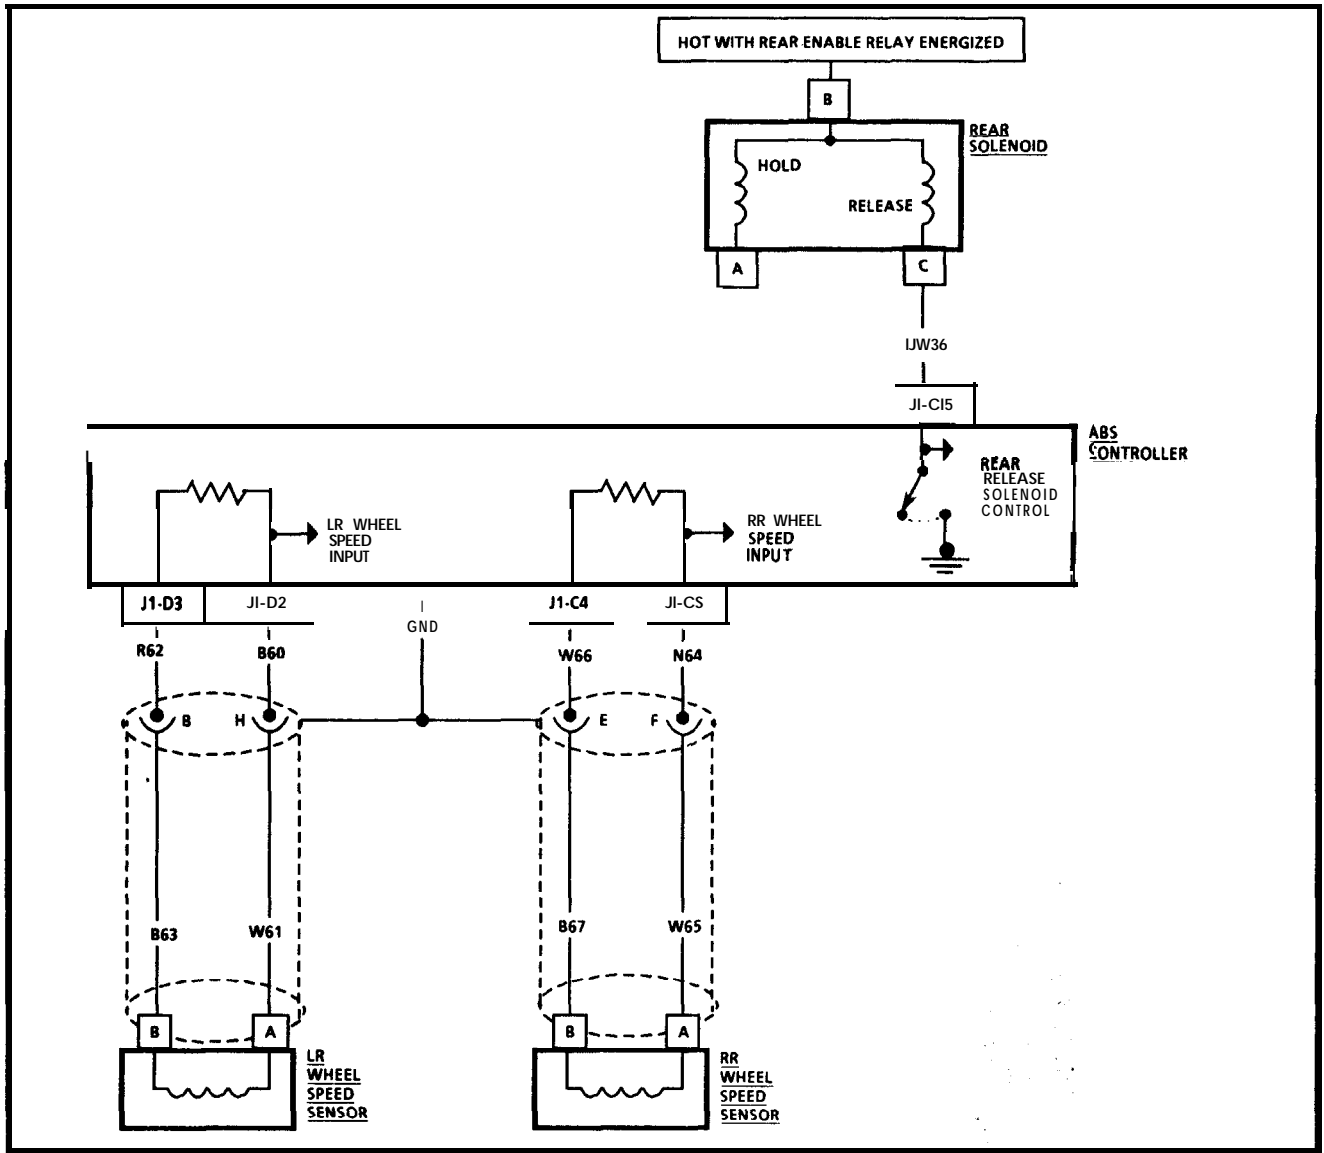 HOT WITH REAR ENABLE RELAY ENERGIZED
B
REAR
SOLENOID
HOLD
RELEASE
A
C
IJW36
JI-CI5
ABS
CONTROLLER
REAR
RELEASE
SOLENOID
CONTROL
LR WHEEL
SPEED
INPUT
RR WHEEL
SPEED
INPUT
J1-D3
JI-D2
GND
J1-C4
JI-CS
R62
B60
W66
N64
B
H
E
F
B63
W61
B67
W65
B
A
B
A
LR
WHEEL
SPEED
SENSOR
RR
WHEEL
SPEED
SENSOR